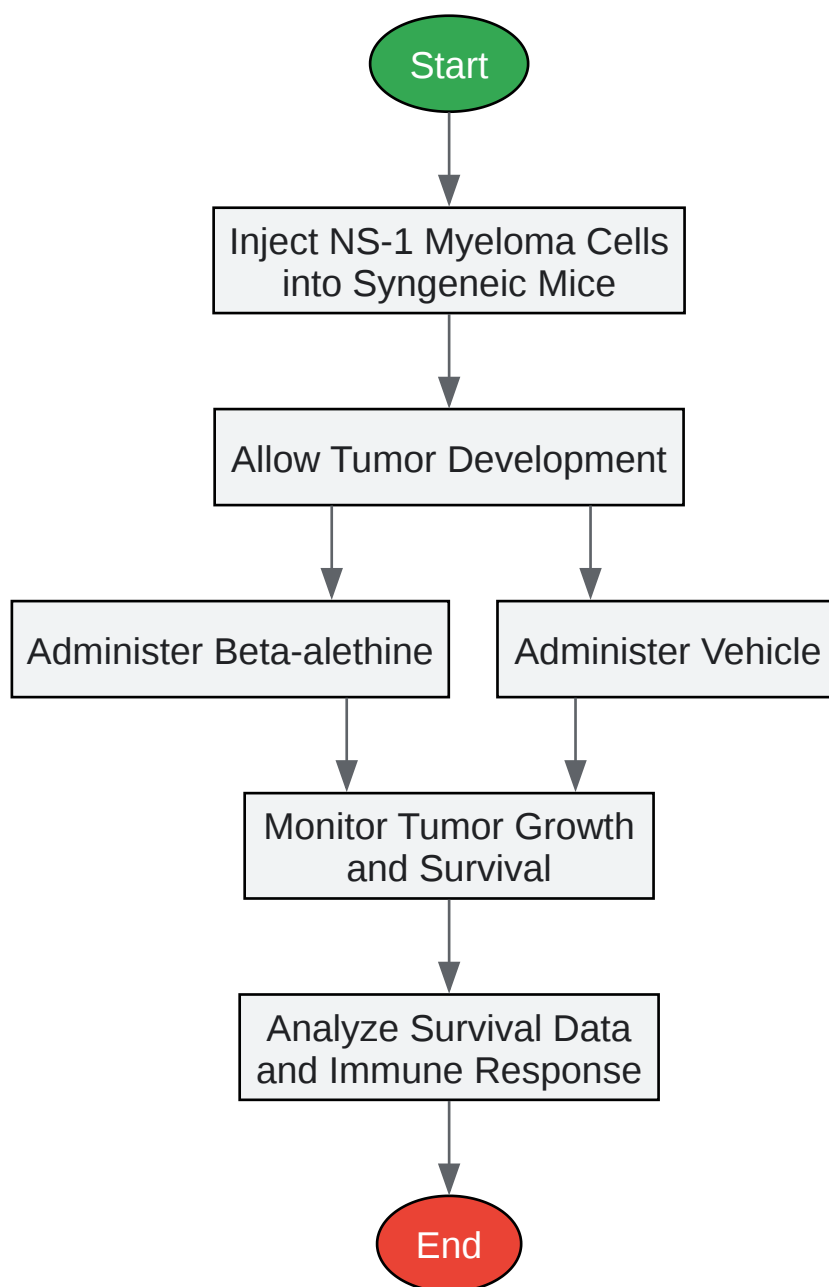 Start
Inject NS-1 Myeloma Cells
into Syngeneic Mice
Allow Tumor Development
Administer Beta-alethine
Administer Vehicle
Monitor Tumor Growth
and Survival
Analyze Survival Data
and Immune Response
End